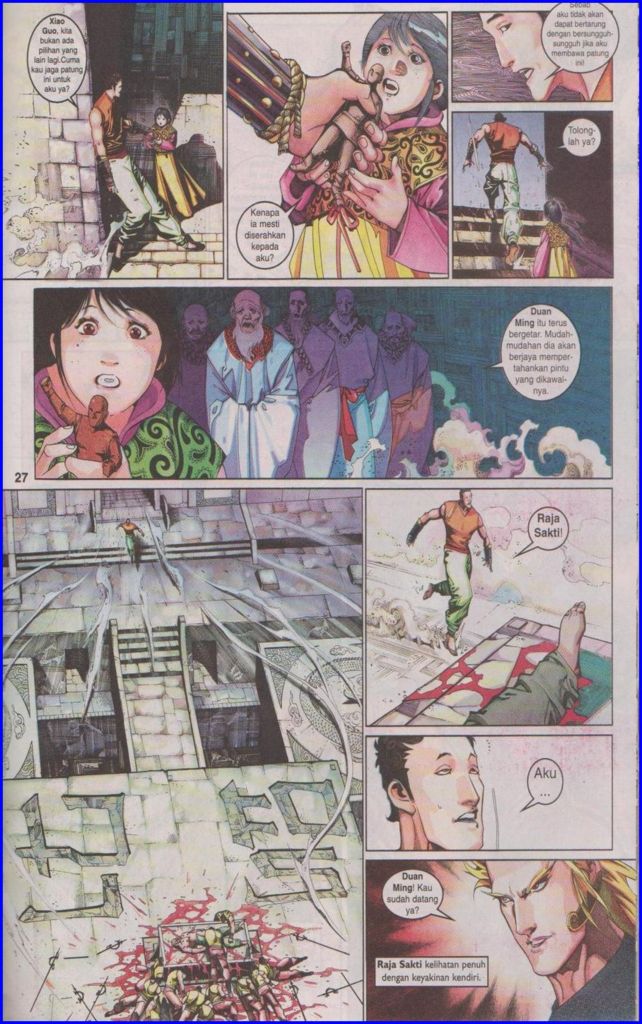 Xiao
Guo, kita
bukan ada
pilihan yang
lain lagi.Cuma
kau jaga patung
ini untuk
aku ya?
Kenapa
ia mesti
diserahkan
kepada
aku?
Sebab
aku tidak akan
dapat bertarung
dengan bersungguh-
sungguh jika aku
membawa patung
ini!
Tolong-
lah ya?
Duan
Ming itu terus
bergetar. Mudah-
mudahan dia akan
berjaya memper-
tahankan pintu
yang dikawal-
nya.
27
Raja
Sakti!
Aku
...
Duan
Ming! Kau
sudah datang
ya?
Raja Sakti kelihatan penuh
dengan keyakinan kendiri.